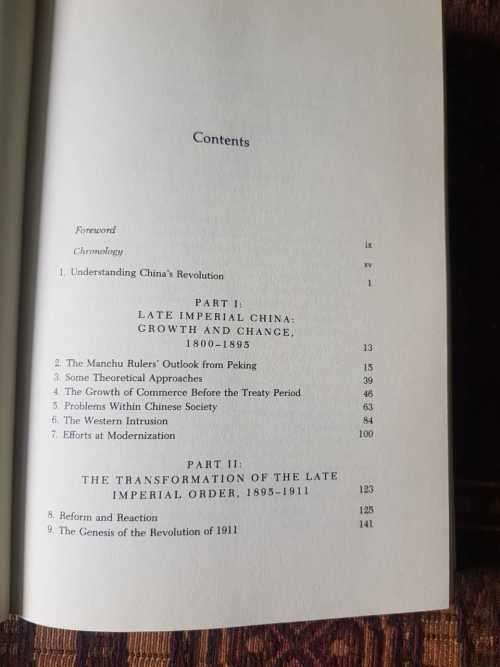 Contents
Foreword ix
Chronology xv
1. Understanding China's Revolution 1
PART I:
LATE IMPERIAL CHINA:
GROWTH AND CHANGE,
1800–1895 13
2. The Manchu Rulers' Outlook from Peking 15
3. Some Theoretical Approaches 39
4. The Growth of Commerce Before the Treaty Period 46
5. Problems Within Chinese Society 63
6. The Western Intrusion 84
7. Efforts at Modernization 100
PART II:
THE TRANSFORMATION OF THE LATE
IMPERIAL ORDER, 1895–1911 123
8. Reform and Reaction 125
9. The Genesis of the Revolution of 1911 141